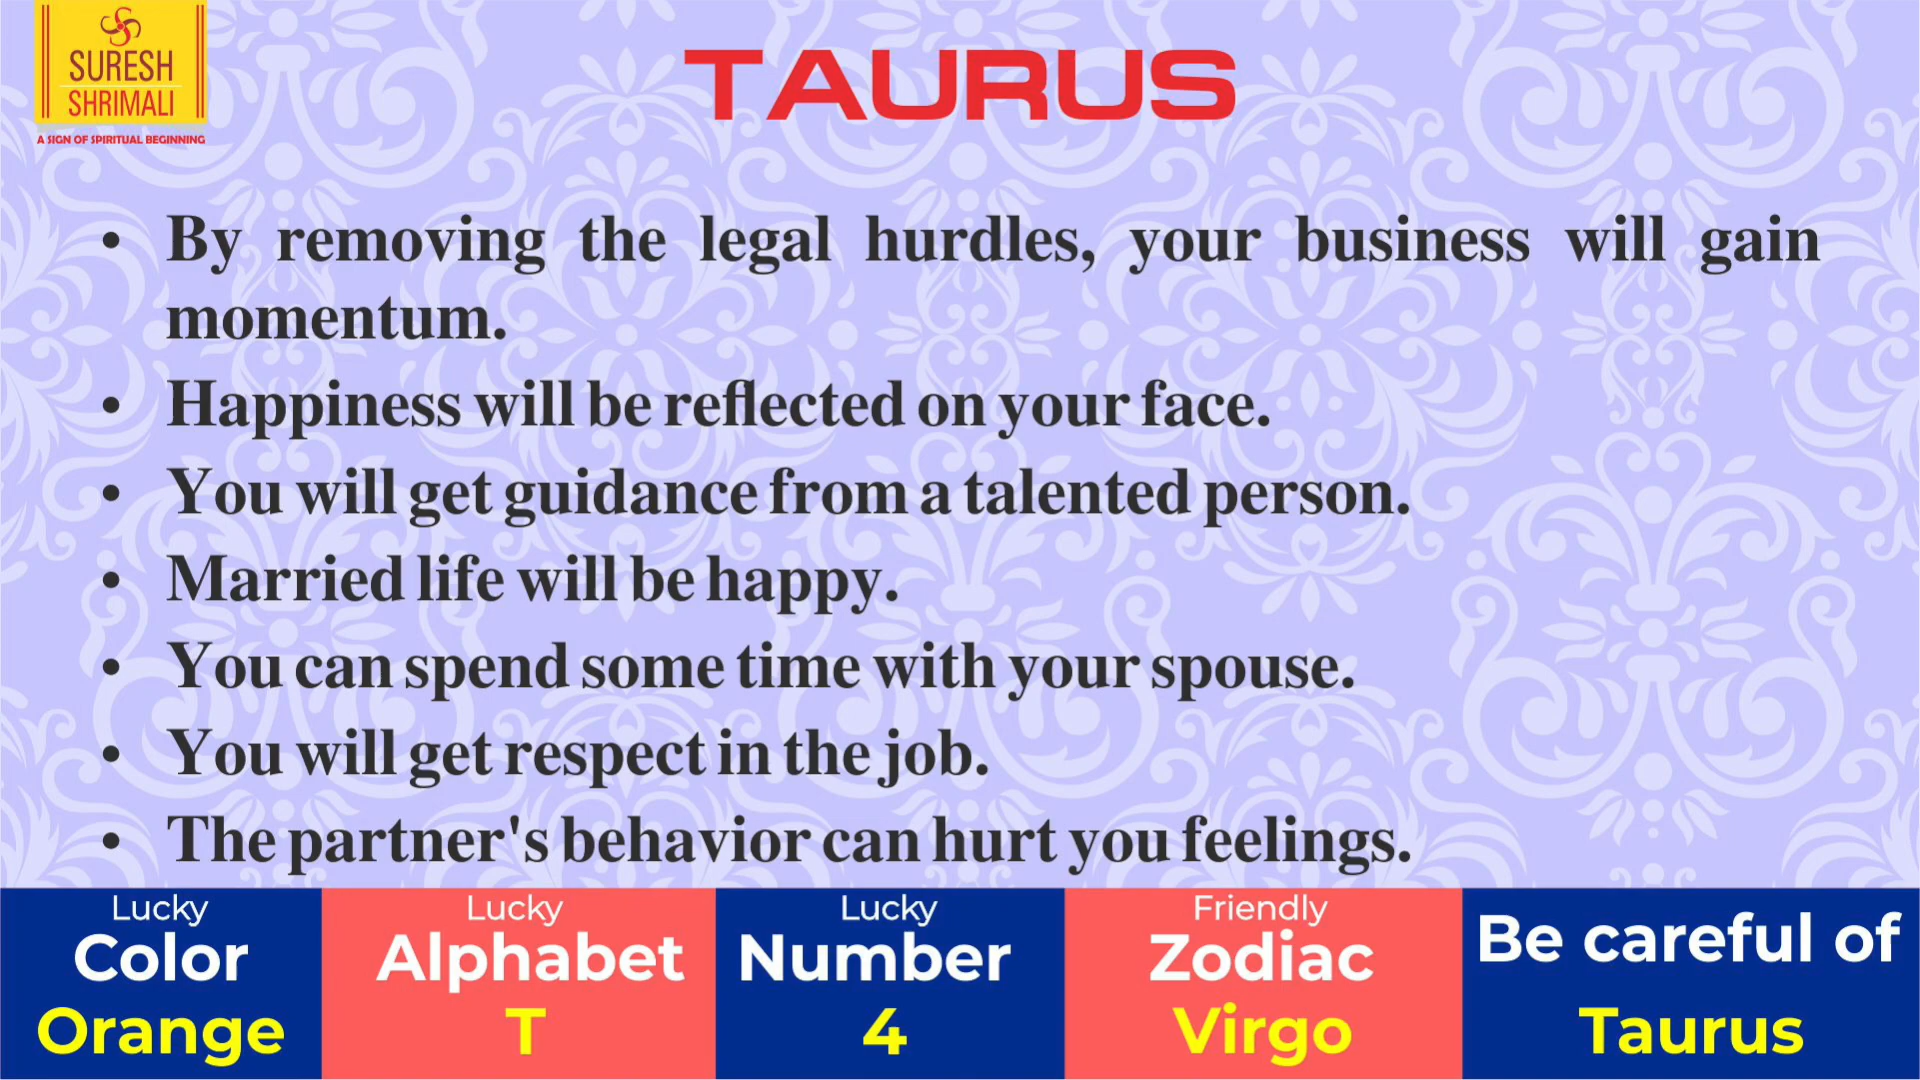 SURESH
SHRIMALI
A SIGN OF SPIRITUAL BEGINNING
TAURUS
• By removing the legal hurdles, your business will gain
momentum.
• Happiness will be reflected on your face.
• You will get guidance from a talented person.
• Married life will be happy.
• You can spend some time with your spouse.
• You will get respect in the job.
• The partner's behavior can hurt you feelings.
Lucky
Color
Orange
Lucky
Alphabet
T
Lucky
Number
4
Friendly
Zodiac
Virgo
Be careful of
Taurus